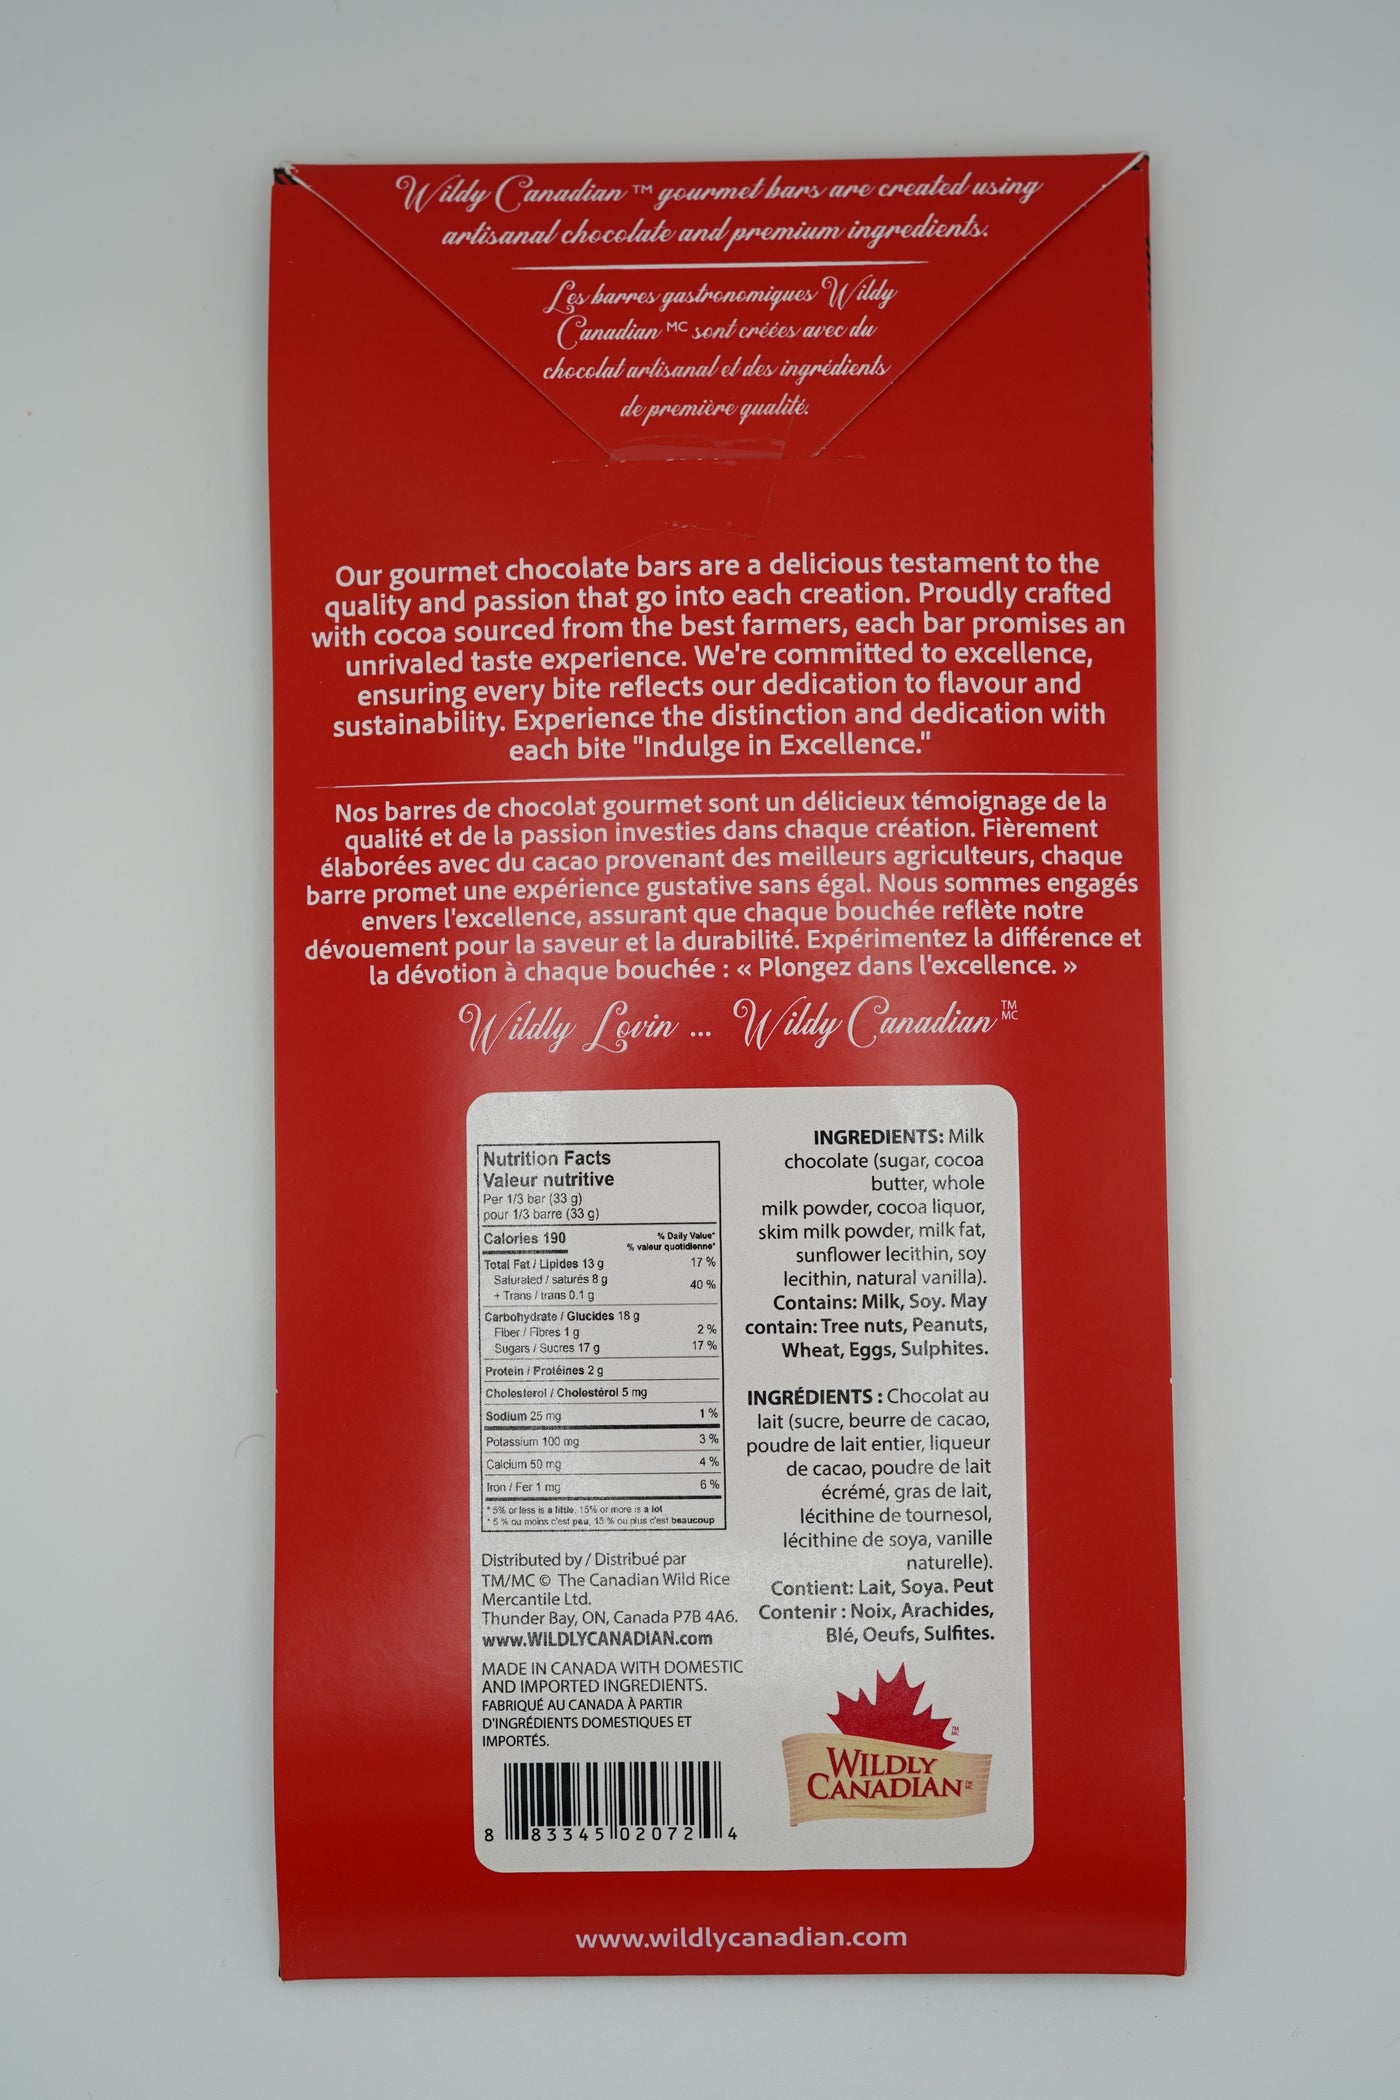 Wildy Canadian ™ gourmet bars are created using
artisanal chocolate and premium ingredients.
Les barres gastronomiques Wildy
Canadian MC sont créées avec du
chocolat artisanal et des ingrédients
de première qualité.
Our gourmet chocolate bars are a delicious testament to the
quality and passion that go into each creation. Proudly crafted
with cocoa sourced from the best farmers, each bar promises an
unrivaled taste experience. We're committed to excellence,
ensuring every bite reflects our dedication to flavour and
sustainability. Experience the distinction and dedication with
each bite "Indulge in Excellence."
Nos barres de chocolat gourmet sont un délicieux témoignage de la
qualité et de la passion investies dans chaque création. Fièrement
élaborées avec du cacao provenant des meilleurs agriculteurs, chaque
barre promet une expérience gustative sans égal. Nous sommes engagés
envers l'excellence, assurant que chaque bouchée reflète notre
dévouement pour la saveur et la durabilité. Expérimentez la différence et
la dévotion à chaque bouchée : « Plongez dans l'excellence. »
Wildly Lovin ... Wildy Canadian TM MC
Nutrition Facts
Valeur nutritive
Per 1/3 bar (33 g)
pour 1/3 barre (33 g)
Calories 190 % Daily Value*
% valeur quotidienne*
Total Fat / Lipides 13 g 17 %
Saturated / saturés 8 g 40 %
+ Trans / trans 0.1 g
Carbohydrate / Glucides 18 g
Fiber / Fibres 1 g 2 %
Sugars / Sucres 17 g 17 %
Protein / Protéines 2 g
Cholesterol / Cholestérol 5 mg
Sodium 25 mg 1 %
Potassium 100 mg 3 %
Calcium 50 mg 4 %
Iron / Fer 1 mg 6 %
* 5% or less is a little, 15% or more is a lot
* 5 % ou moins c'est peu, 15 % ou plus c'est beaucoup
Distributed by / Distribué par
TM/MC © The Canadian Wild Rice
Mercantile Ltd.
Thunder Bay, ON, Canada P7B 4A6.
www.WILDLYCANADIAN.com
MADE IN CANADA WITH DOMESTIC
AND IMPORTED INGREDIENTS.
FABRIQUÉ AU CANADA À PARTIR
D'INGRÉDIENTS DOMESTIQUES ET
IMPORTÉS.
8 83345 02072 4
INGREDIENTS: Milk
chocolate (sugar, cocoa
butter, whole
milk powder, cocoa liquor,
skim milk powder, milk fat,
sunflower lecithin, soy
lecithin, natural vanilla).
Contains: Milk, Soy. May
contain: Tree nuts, Peanuts,
Wheat, Eggs, Sulphites.
INGRÉDIENTS : Chocolat au
lait (sucre, beurre de cacao,
poudre de lait entier, liqueur
de cacao, poudre de lait
écrémé, gras de lait,
lécithine de tournesol,
lécithine de soya, vanille
naturelle).
Contient: Lait, Soya. Peut
Contenir : Noix, Arachides,
Blé, Oeufs, Sulfites.
TM MC
WILDLY
CANADIAN TM MC
www.wildlycanadian.com